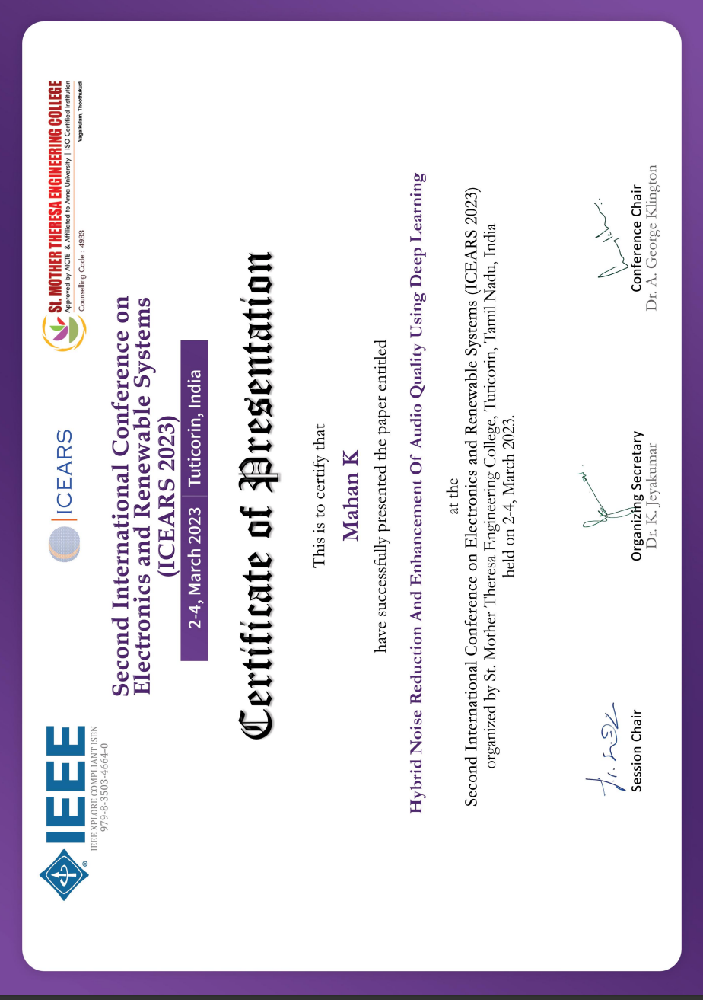 IEEE
IEEE XPLORE COMPLIANT ISBN
979-8-3503-4664-0
ICEARS
St. MOTHER THERESA ENGINEERING COLLEGE
Approved by AICTE & Affiliated to Anna University | ISO Certified Institution
Counselling Code : 4933
Vagaikulam, Thoothukudi
Second International Conference on
Electronics and Renewable Systems
(ICEARS 2023)
2-4, March 2023 | Tuticorin, India
Certificate of Presentation
This is to certify that
Mahan K
have successfully presented the paper entitled
Hybrid Noise Reduction And Enhancement Of Audio Quality Using Deep Learning
at the
Second International Conference on Electronics and Renewable Systems (ICEARS 2023)
organized by St. Mother Theresa Engineering College, Tuticorin, Tamil Nadu, India
held on 2-4, March 2023.
Session Chair
Organizing Secretary
Dr. K. Jeyakumar
Conference Chair
Dr. A. George Klington